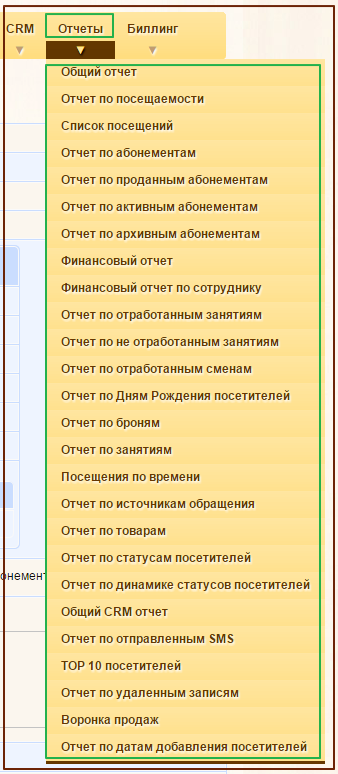 CRM Отчеты Биллинг
Общий отчет
Отчет по посещаемости
Список посещений
Отчет по абонементам
Отчет по проданным абонементам
Отчет по активным абонементам
Отчет по архивным абонементам
Финансовый отчет
Финансовый отчет по сотруднику
Отчет по отработанным занятиям
Отчет по не отработанным занятиям
Отчет по отработанным сменам
Отчет по Дням Рождения посетителей
Отчет по броням
Отчет по занятиям
Посещения по времени
Отчет по источникам обращения
Отчет по товарам
Отчет по статусам посетителей
онемент
Отчет по динамике статусов посетителей
Общий CRM отчет
Отчет по отправленным SMS
TOP 10 посетителей
Отчет по удаленным записям
Воронка продаж
Отчет по датам добавления посетителей